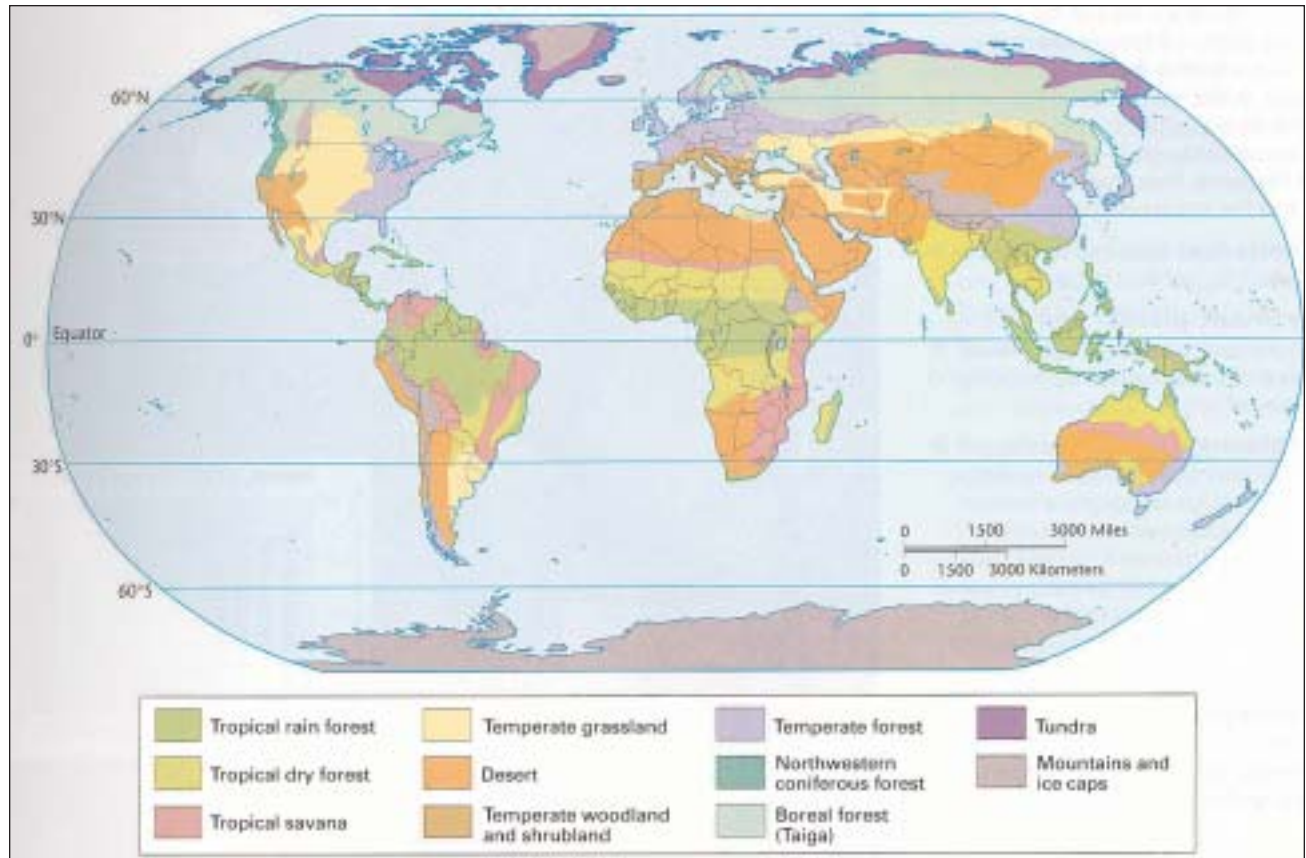 60°N
30°N
Equator
0°
30°S
60°S
0 1500 3000 Miles
0 1500 3000 Kilometers
Tropical rain forest
Temperate grassland
Temperate forest
Tundra
Tropical dry forest
Desert
Northwestern
coniferous forest
Mountains and
ice caps
Tropical savana
Temperate woodland
and shrubland
Boreal forest
(Taiga)